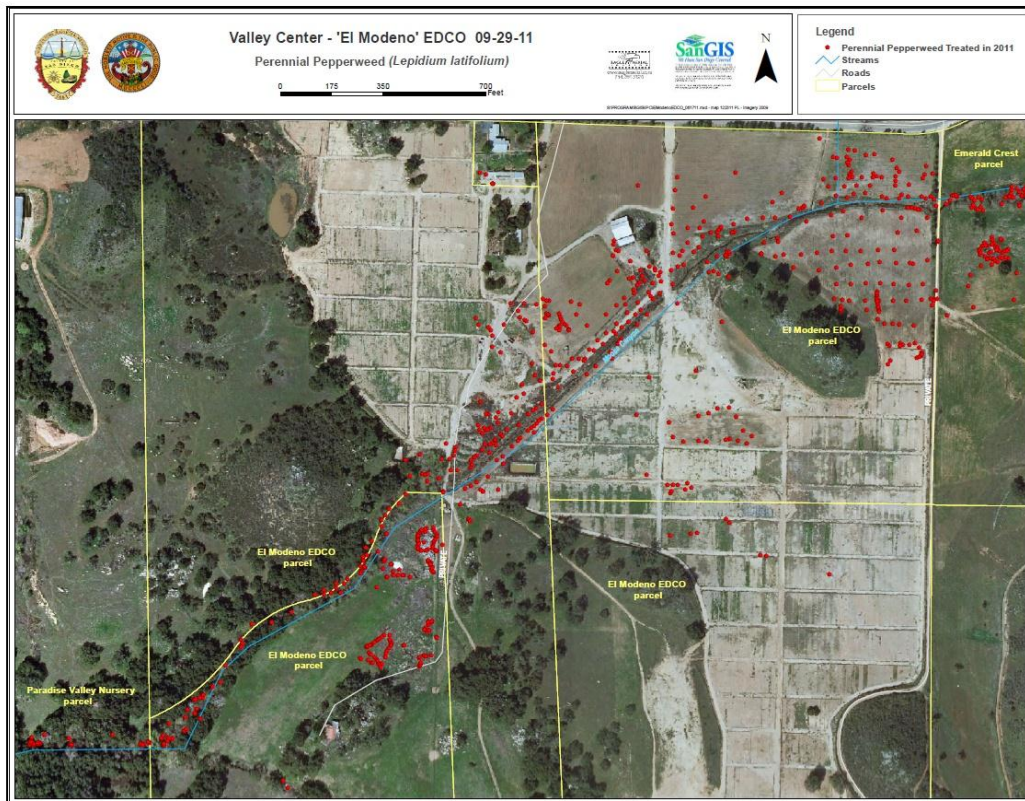 Valley Center - 'El Modeno' EDCO 09-29-11
Perennial Pepperweed (Lepidium latifolium)
0 175 350 700
Feet
SanGIS
N
Legend
Perennial Pepperweed Treated in 2011
Streams
Roads
Parcels
Emerald Crest
parcel
El Modeno EDCO
parcel
PRIVATE
El Modeno EDCO
parcel
PRIVATE
El Modeno EDCO
parcel
El Modeno EDCO
parcel
Paradise Valley Nursery
parcel